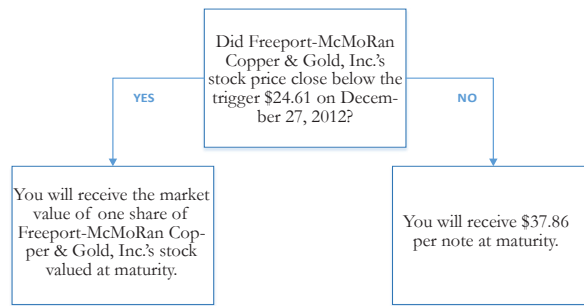 Did Freeport-McMoRan
Copper & Gold, Inc.'s
stock price close below the
trigger $24.61 on Decem-
ber 27, 2012?
YES
NO
You will receive the market
value of one share of
Freeport-McMoRan Cop-
per & Gold, Inc.'s stock
valued at maturity.
You will receive $37.86
per note at maturity.